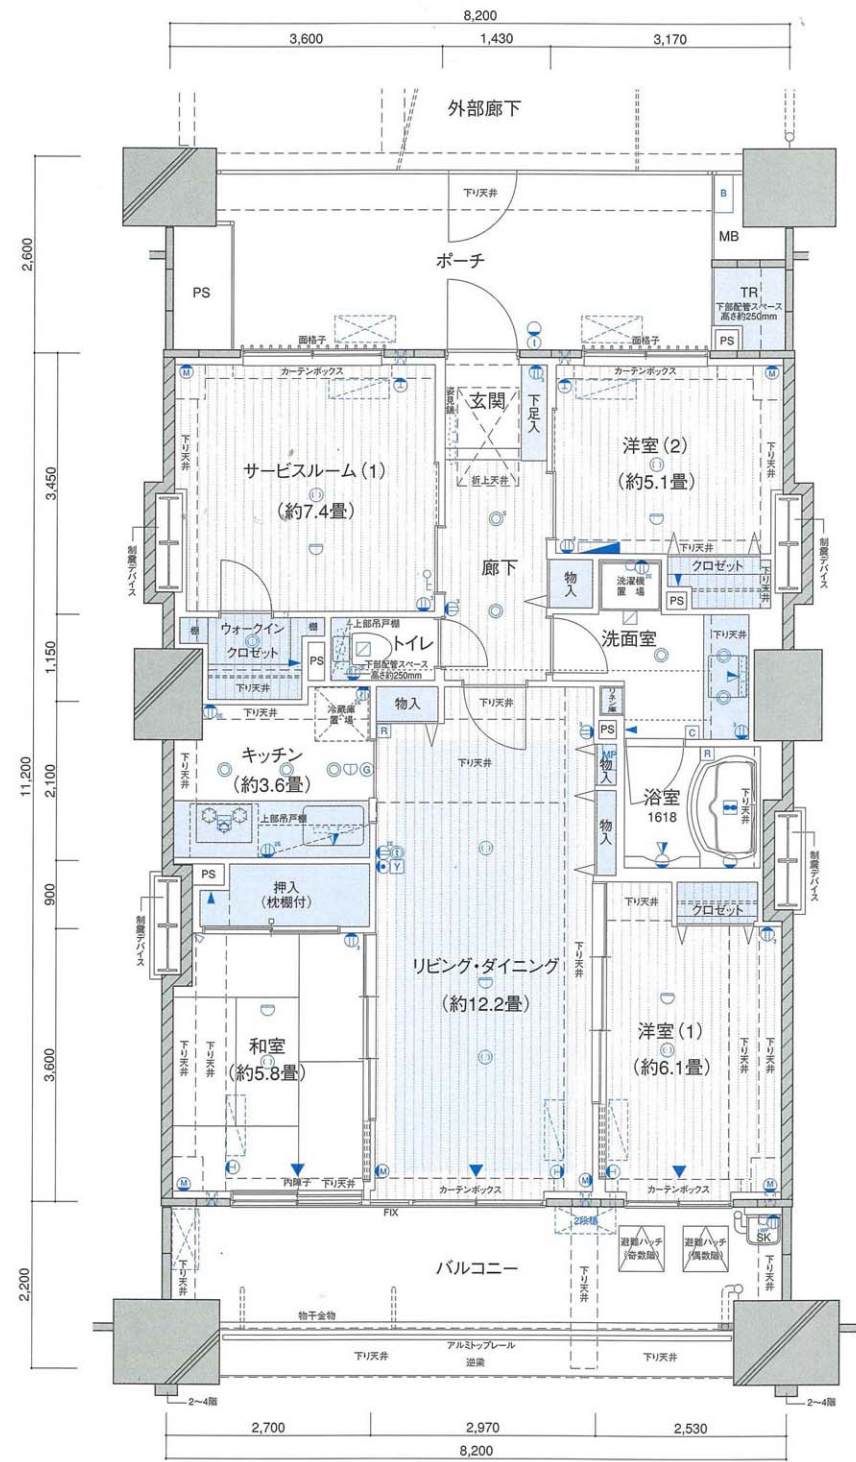 8,200
3,600
1,430
3,170
外部廊下
下り天井
B
MB
2,600
ポーチ
PS
TR
下部配管スペース
高さ約250mm
PS
面格子
面格子
M
カーテンボックス
姿見鏡
玄関
下足入
カーテンボックス
M
下り天井
サービスルーム(1)
(約7.4畳)
折上天井
洋室(2)
(約5.1畳)
下り天井
3,450
制震デバイス
制震デバイス
廊下
下り天井
物入
洗濯機
置場
クロゼット
下り天井
PS
棚
ウォークイン
クロゼット
棚
下り天井
PS
上部吊戸棚
トイレ
下部配管スペース
高さ約250mm
洗面室
下り天井
1,150
下り天井
冷蔵庫
置場
物入
下り天井
リネン庫
PS
C
R
下り天井
キッチン
(約3.6畳)
G
下り天井
MP
物入
R
浴室
1618
下り天井
11,200
2,100
上部吊戸棚
Y
物入
制震デバイス
PS
押入
(枕棚付)
900
制震デバイス
下り天井
クロゼット
リビング・ダイニング
(約12.2畳)
下り天井
和室
(約5.8畳)
下り天井
下り天井
洋室(1)
(約6.1畳)
下り天井
下り天井
3,600
M
内障子
下り天井
M
カーテンボックス
M
カーテンボックス
M
FIX
2段棚
避難ハッチ
(奇数階)
避難ハッチ
(偶数階)
SK
下り天井
バルコニー
下り天井
下り天井
2,200
物干金物
アルミトップレール
下り天井
逆梁
下り天井
2〜4階
2〜4階
2,700
2,970
2,530
8,200